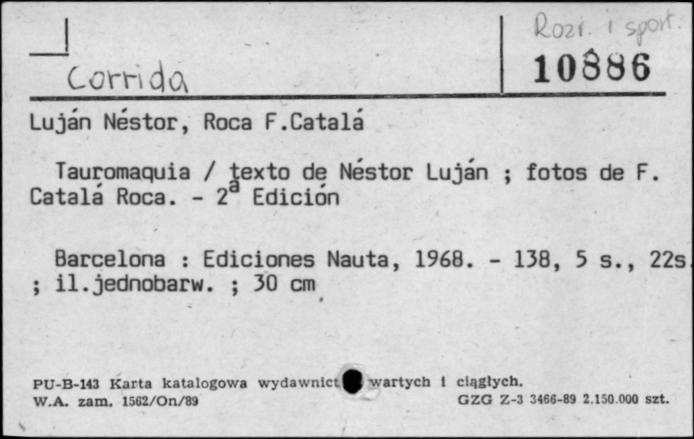 Rozr. i sport.
10886
Corrida
Luján Néstor, Roca F.Catalá
Tauromaquia / texto de Néstor Luján ; fotos de F.
Catalá Roca. - 2ª Edición
Barcelona : Ediciones Nauta, 1968. - 138, 5 s., 22s.
; il.jednobarw. ; 30 cm
PU-B-143 Karta katalogowa wydawnict wartych i ciągłych.
W.A. zam. 1562/On/89 GZG Z-3 3466-89 2.150.000 szt.